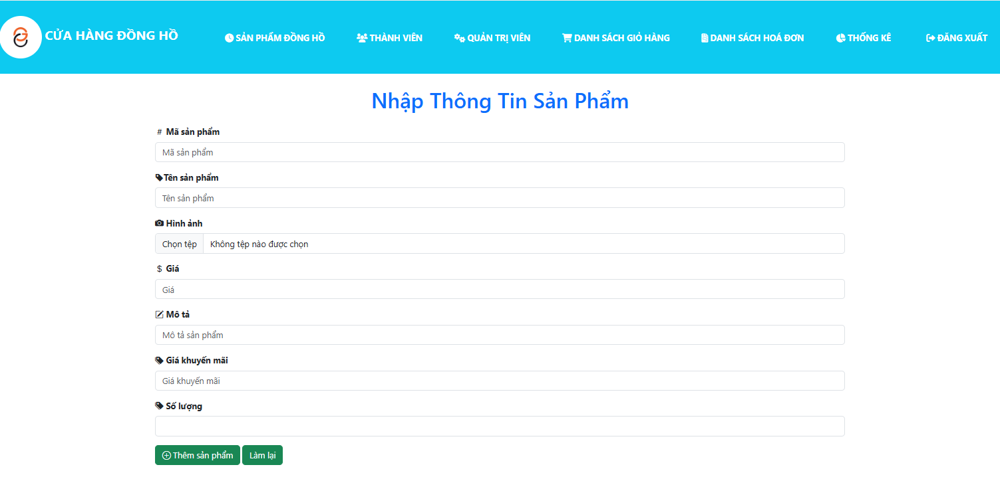 CỬA HÀNG ĐỒNG HỒ SẢN PHẨM ĐỒNG HỒ THÀNH VIÊN QUẢN TRỊ VIÊN DANH SÁCH GIỎ HÀNG DANH SÁCH HOÁ ĐƠN THỐNG KÊ ĐĂNG XUẤT
Nhập Thông Tin Sản Phẩm
# Mã sản phẩm
Mã sản phẩm
Tên sản phẩm
Tên sản phẩm
Hình ảnh
Chọn tệp Không tệp nào được chọn
$ Giá
Giá
Mô tả
Mô tả sản phẩm
Giá khuyến mãi
Giá khuyến mãi
Số lượng
Thêm sản phẩm Làm lại